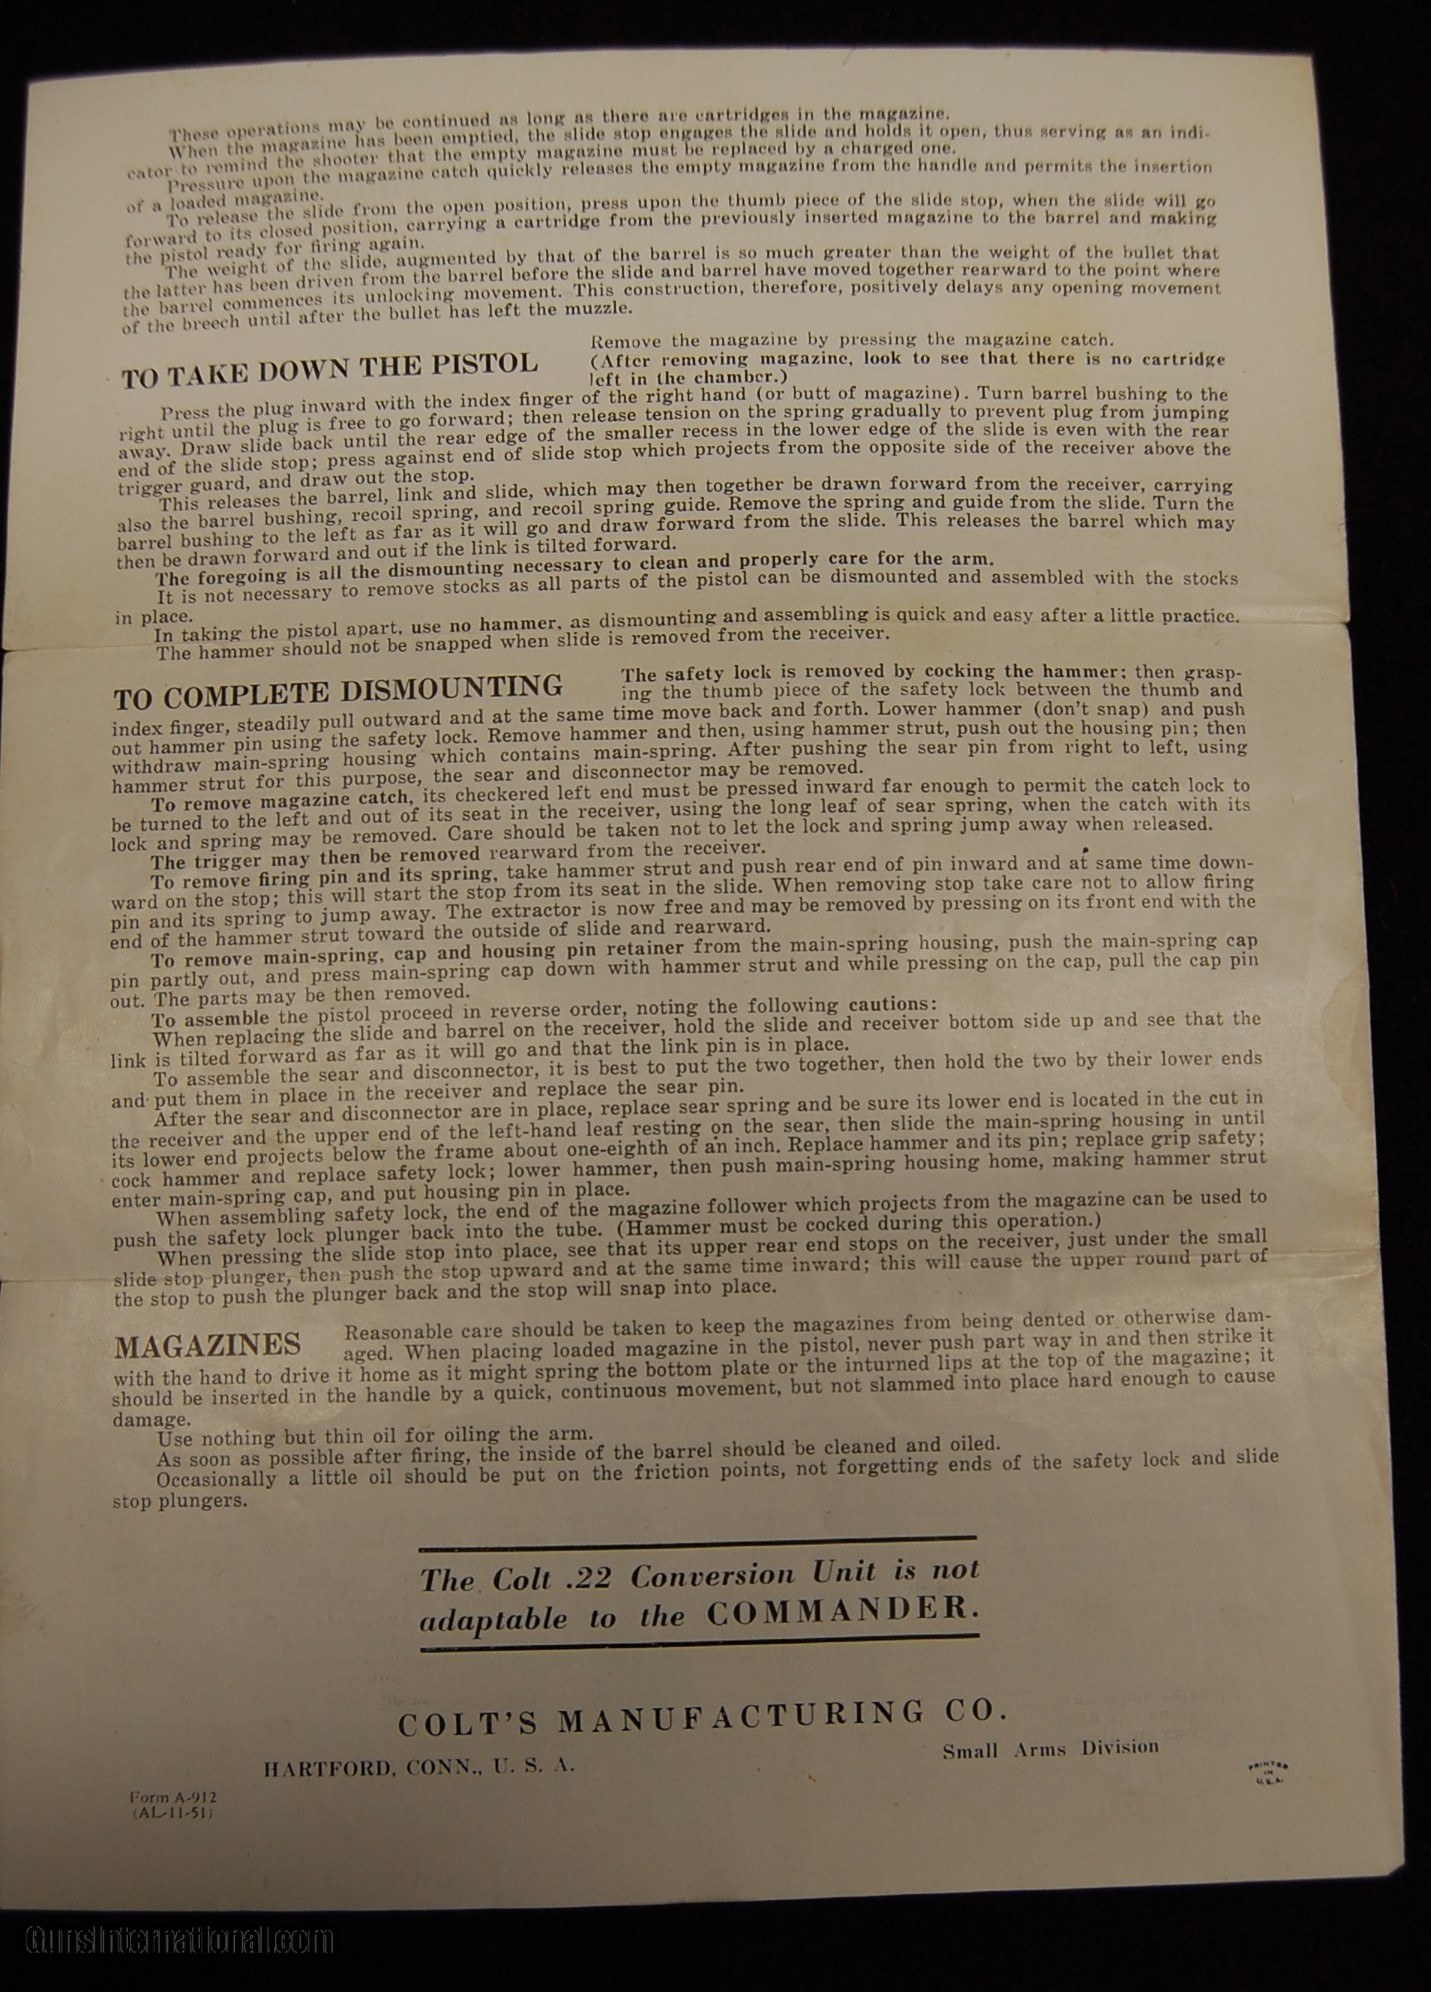 These operations may be continued as long as there are cartridges in the magazine.
When the magazine has been emptied, the slide stop engages the slide and holds it open, thus serving as an indi-
cator to remind the shooter that the empty magazine must be replaced by a charged one.
Pressure upon the magazine catch quickly releases the empty magazine from the handle and permits the insertion
of a loaded magazine.
To release the slide from the open position, press upon the thumb piece of the slide stop, when the slide will go
forward to its closed position, carrying a cartridge from the previously inserted magazine to the barrel and making
the pistol ready for firing again.
The weight of the slide, augmented by that of the barrel is so much greater than the weight of the bullet that
the latter has been driven from the barrel before the slide and barrel have moved together rearward to the point where
the barrel commences its unlocking movement. This construction, therefore, positively delays any opening movement
of the breech until after the bullet has left the muzzle.
TO TAKE DOWN THE PISTOL
Remove the magazine by pressing the magazine catch.
(After removing magazine, look to see that there is no cartridge
left in the chamber.)
Press the plug inward with the index finger of the right hand (or butt of magazine). Turn barrel bushing to the
right until the plug is free to go forward; then release tension on the spring gradually to prevent plug from jumping
away. Draw slide back until the rear edge of the smaller recess in the lower edge of the slide is even with the rear
end of the slide stop; press against end of slide stop which projects from the opposite side of the receiver above the
trigger guard, and draw out the stop.
This releases the barrel, link and slide, which may then together be drawn forward from the receiver, carrying
also the barrel bushing, recoil spring, and recoil spring guide. Remove the spring and guide from the slide. Turn the
barrel bushing to the left as far as it will go and draw forward from the slide. This releases the barrel which may
then be drawn forward and out if the link is tilted forward.
The foregoing is all the dismounting necessary to clean and properly care for the arm.
It is not necessary to remove stocks as all parts of the pistol can be dismounted and assembled with the stocks
in place.
In taking the pistol apart, use no hammer, as dismounting and assembling is quick and easy after a little practice.
The hammer should not be snapped when slide is removed from the receiver.
TO COMPLETE DISMOUNTING
The safety lock is removed by cocking the hammer; then grasp-
ing the thumb piece of the safety lock between the thumb and
index finger, steadily pull outward and at the same time move back and forth. Lower hammer (don't snap) and push
out hammer pin using the safety lock. Remove hammer and then, using hammer strut, push out the housing pin; then
withdraw main-spring housing which contains main-spring. After pushing the sear pin from right to left, using
hammer strut for this purpose, the sear and disconnector may be removed.
To remove magazine catch, its checkered left end must be pressed inward far enough to permit the catch lock to
be turned to the left and out of its seat in the receiver, using the long leaf of sear spring, when the catch with its
lock and spring may be removed. Care should be taken not to let the lock and spring jump away when released.
The trigger may then be removed rearward from the receiver.
To remove firing pin and its spring, take hammer strut and push rear end of pin inward and at same time down-
ward on the stop; this will start the stop from its seat in the slide. When removing stop take care not to allow firing
pin and its spring to jump away. The extractor is now free and may be removed by pressing on its front end with the
end of the hammer strut toward the outside of slide and rearward.
To remove main-spring, cap and housing pin retainer from the main-spring housing, push the main-spring cap
pin partly out, and press main-spring cap down with hammer strut and while pressing on the cap, pull the cap pin
out. The parts may be then removed.
To assemble the pistol proceed in reverse order, noting the following cautions:
When replacing the slide and barrel on the receiver, hold the slide and receiver bottom side up and see that the
link is tilted forward as far as it will go and that the link pin is in place.
To assemble the sear and disconnector, it is best to put the two together, then hold the two by their lower ends
and put them in place in the receiver and replace the sear pin.
After the sear and disconnector are in place, replace sear spring and be sure its lower end is located in the cut in
the receiver and the upper end of the left-hand leaf resting on the sear, then slide the main-spring housing in until
its lower end projects below the frame about one-eighth of an inch. Replace hammer and its pin; replace grip safety;
cock hammer and replace safety lock; lower hammer, then push main-spring housing home, making hammer strut
enter main-spring cap, and put housing pin in place.
When assembling safety lock, the end of the magazine follower which projects from the magazine can be used to
push the safety lock plunger back into the tube. (Hammer must be cocked during this operation.)
When pressing the slide stop into place, see that its upper rear end stops on the receiver, just under the small
slide stop plunger, then push the stop upward and at the same time inward; this will cause the upper round part of
the stop to push the plunger back and the stop will snap into place.
MAGAZINES
Reasonable care should be taken to keep the magazines from being dented or otherwise dam-
aged. When placing loaded magazine in the pistol, never push part way in and then strike it
with the hand to drive it home as it might spring the bottom plate or the inturned lips at the top of the magazine; it
should be inserted in the handle by a quick, continuous movement, but not slammed into place hard enough to cause
damage.
Use nothing but thin oil for oiling the arm.
As soon as possible after firing, the inside of the barrel should be cleaned and oiled.
Occasionally a little oil should be put on the friction points, not forgetting ends of the safety lock and slide
stop plungers.
The Colt .22 Conversion Unit is not
adaptable to the COMMANDER.
COLT'S MANUFACTURING CO.
HARTFORD, CONN., U. S. A.
Small Arms Division
PRINTED
IN
U.S.A.
Form A-912
(AL-11-51)
GunsInternational.com